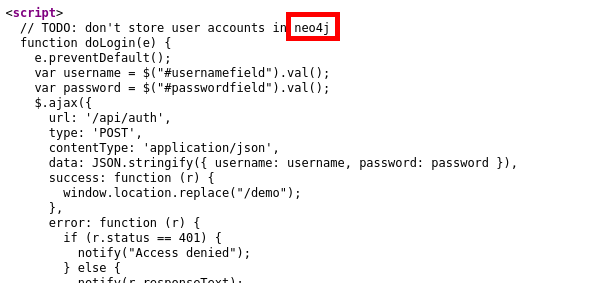 <script>
// TODO: don't store user accounts in neo4j
function doLogin(e) {
e.preventDefault();
var username = $("#usernamefield").val();
var password = $("#passwordfield").val();
$.ajax({
url: '/api/auth',
type: 'POST',
contentType: 'application/json',
data: JSON.stringify({ username: username, password: password }),
success: function (r) {
window.location.replace("/demo");
},
error: function (r) {
if (r.status == 401) {
notify("Access denied");
} else {
notify(r.responseText);